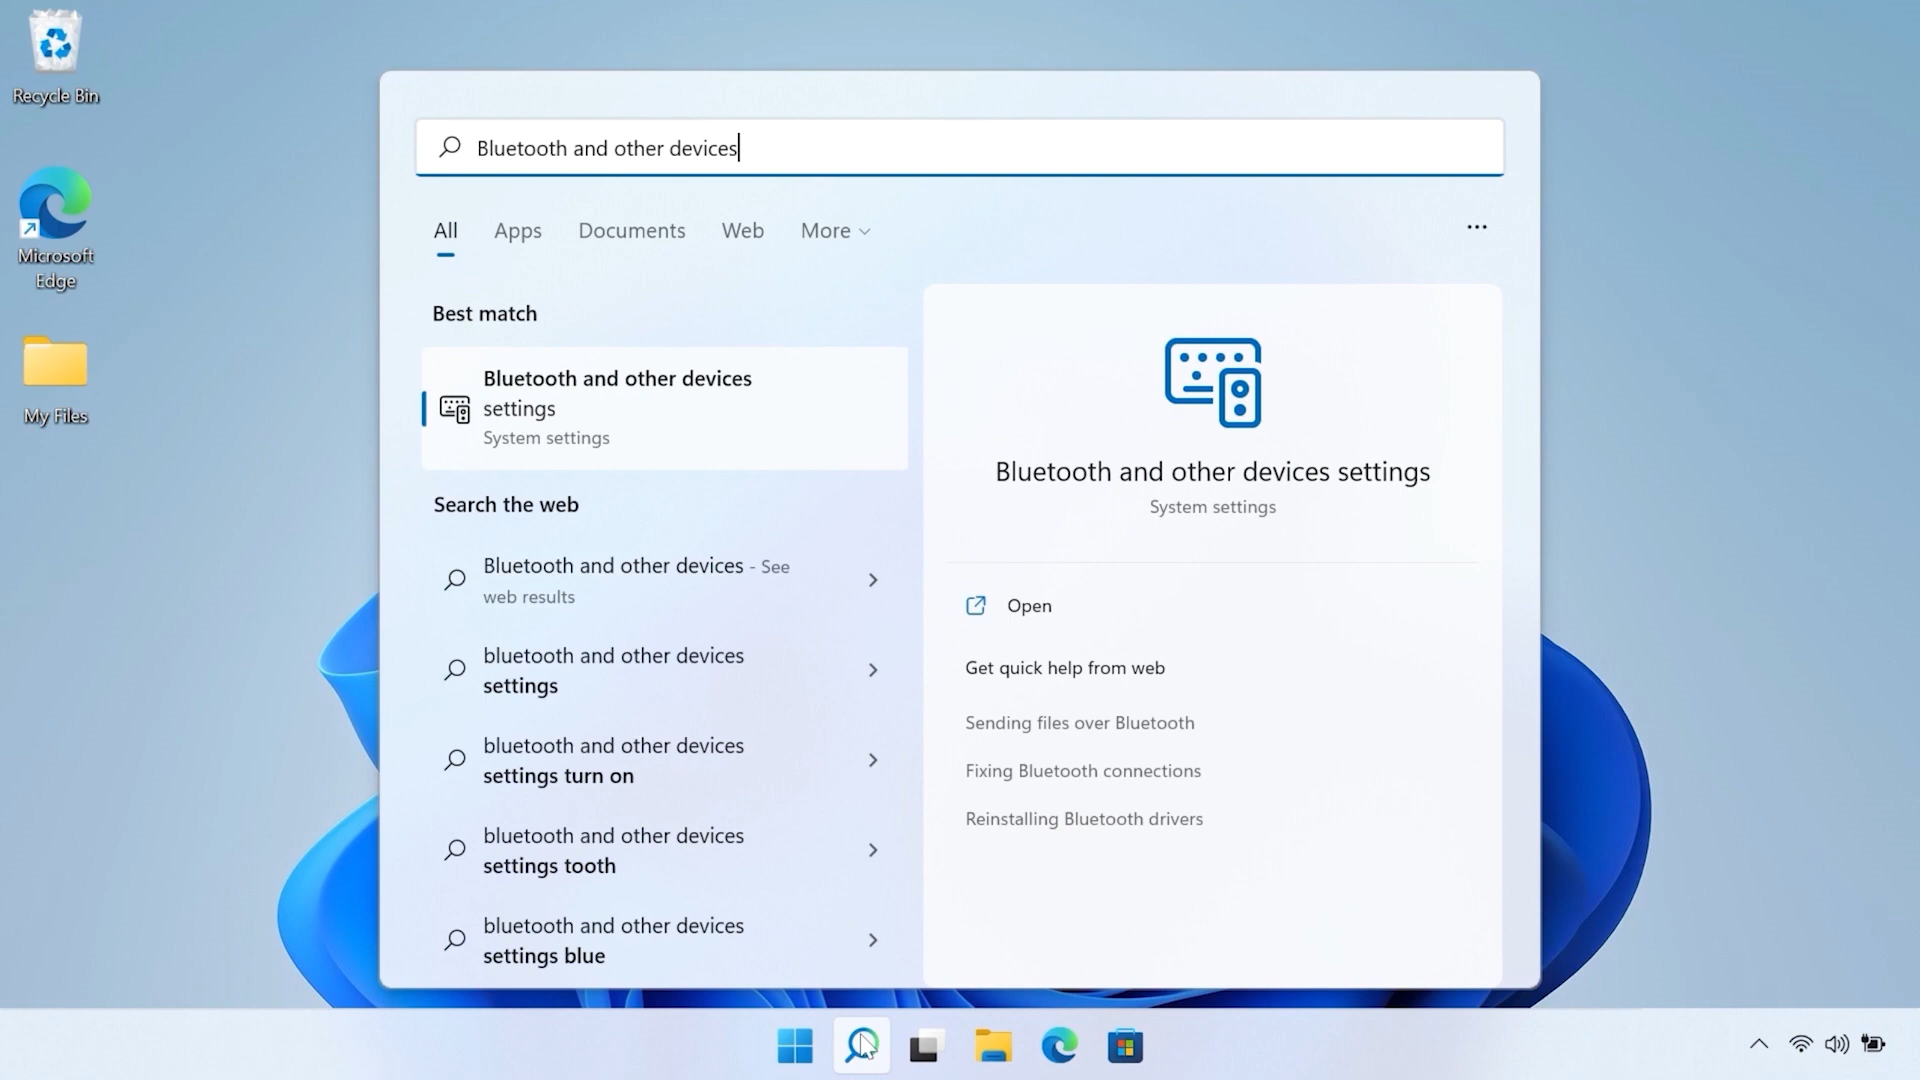 Recycle Bin
Microsoft
Edge
My Files
Bluetooth and other devices
All Apps Documents Web More
Best match
Bluetooth and other devices
settings
System settings
Search the web
Bluetooth and other devices - See
web results
bluetooth and other devices
settings
bluetooth and other devices
settings turn on
bluetooth and other devices
settings tooth
bluetooth and other devices
settings blue
Bluetooth and other devices settings
System settings
Open
Get quick help from web
Sending files over Bluetooth
Fixing Bluetooth connections
Reinstalling Bluetooth drivers